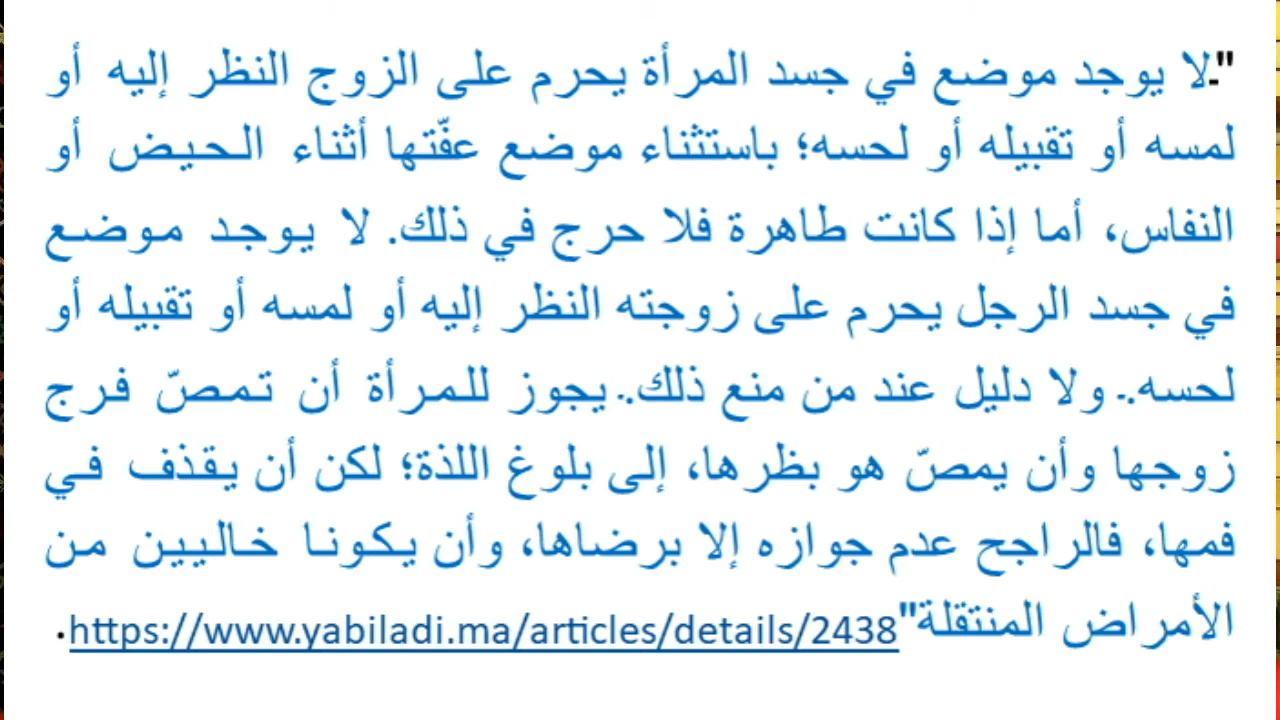 "ـلا يوجد موضع في جسد المرأة يحرم على الزوج النظر إليه أو
لمسه أو تقبيله أو لحسه؛ باستثناء موضع عفّتها أثناء الحيض أو
النفاس، أما إذا كانت طاهرة فلا حرج في ذلك. لا يوجد موضع
في جسد الرجل يحرم على زوجته النظر إليه أو لمسه أو تقبيله أو
لحسه.. ولا دليل عند من منع ذلك.. يجوز للمرأة أن تمصّ فرج
زوجها وأن يمصّ هو بظرها، إلى بلوغ اللذة؛ لكن أن يقذف في
فمها، فالراجح عدم جوازه إلا برضاها، وأن يكونا خاليين من
الأمراض المنتقلة"https://www.yabiladi.ma/articles/details/2438.